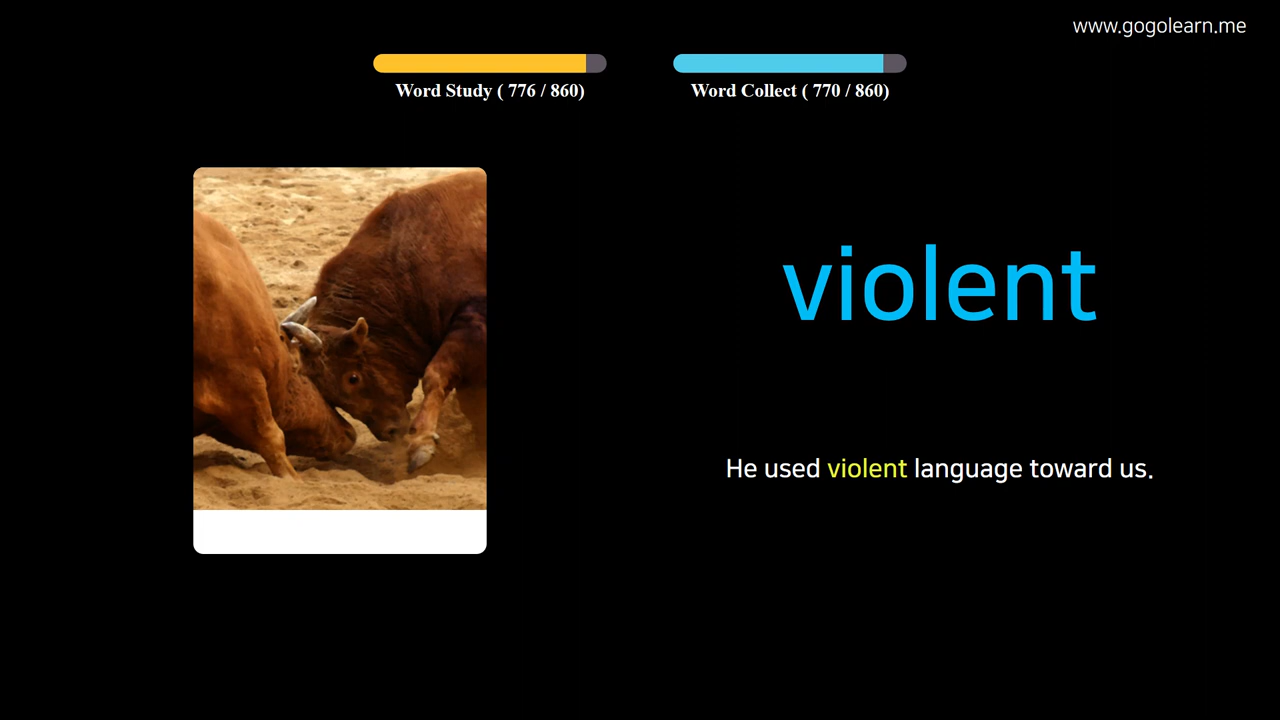 www.gogolearn.me
Word Study ( 776 / 860)
Word Collect ( 770 / 860)
violent
He used violent language toward us.